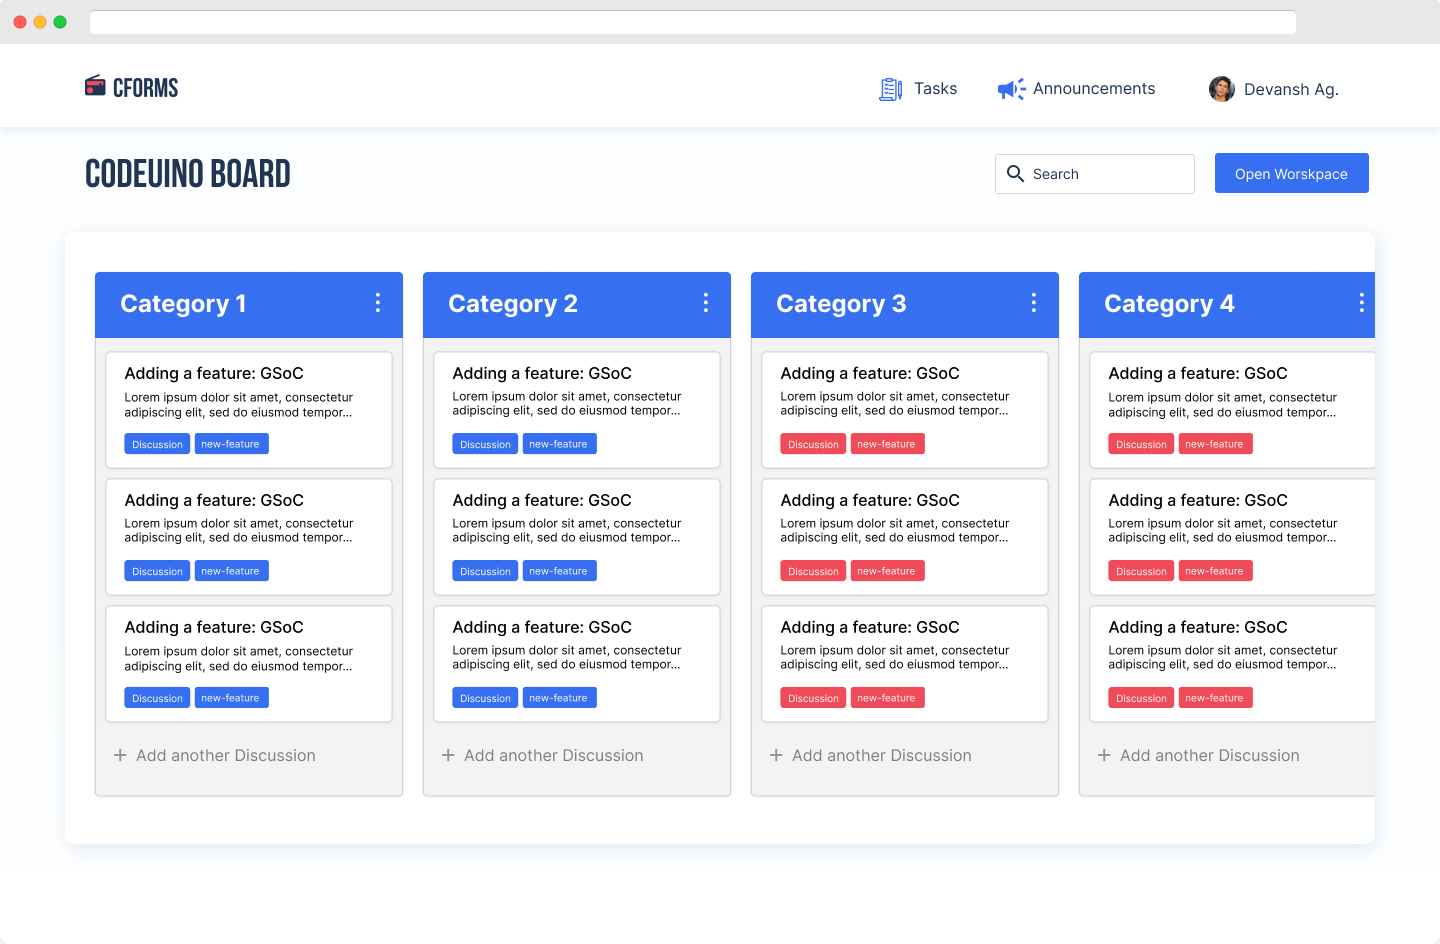 CFORMS
Tasks
Announcements
Devansh Ag.
CODEUINO BOARD
Search
Open Worskpace
Category 1
Adding a feature: GSoC
Lorem ipsum dolor sit amet, consectetur
adipiscing elit, sed do eiusmod tempor...
Discussion
new-feature
Adding a feature: GSoC
Lorem ipsum dolor sit amet, consectetur
adipiscing elit, sed do eiusmod tempor...
Discussion
new-feature
Adding a feature: GSoC
Lorem ipsum dolor sit amet, consectetur
adipiscing elit, sed do eiusmod tempor...
Discussion
new-feature
+ Add another Discussion
Category 2
Adding a feature: GSoC
Lorem ipsum dolor sit amet, consectetur
adipiscing elit, sed do eiusmod tempor...
Discussion
new-feature
Adding a feature: GSoC
Lorem ipsum dolor sit amet, consectetur
adipiscing elit, sed do eiusmod tempor...
Discussion
new-feature
Adding a feature: GSoC
Lorem ipsum dolor sit amet, consectetur
adipiscing elit, sed do eiusmod tempor...
Discussion
new-feature
+ Add another Discussion
Category 3
Adding a feature: GSoC
Lorem ipsum dolor sit amet, consectetur
adipiscing elit, sed do eiusmod tempor...
Discussion
new-feature
Adding a feature: GSoC
Lorem ipsum dolor sit amet, consectetur
adipiscing elit, sed do eiusmod tempor...
Discussion
new-feature
Adding a feature: GSoC
Lorem ipsum dolor sit amet, consectetur
adipiscing elit, sed do eiusmod tempor...
Discussion
new-feature
+ Add another Discussion
Category 4
Adding a feature: GSoC
Lorem ipsum dolor sit amet, consectetur
adipiscing elit, sed do eiusmod tempor...
Discussion
new-feature
Adding a feature: GSoC
Lorem ipsum dolor sit amet, consectetur
adipiscing elit, sed do eiusmod tempor...
Discussion
new-feature
Adding a feature: GSoC
Lorem ipsum dolor sit amet, consectetur
adipiscing elit, sed do eiusmod tempor...
Discussion
new-feature
+ Add another Discussion